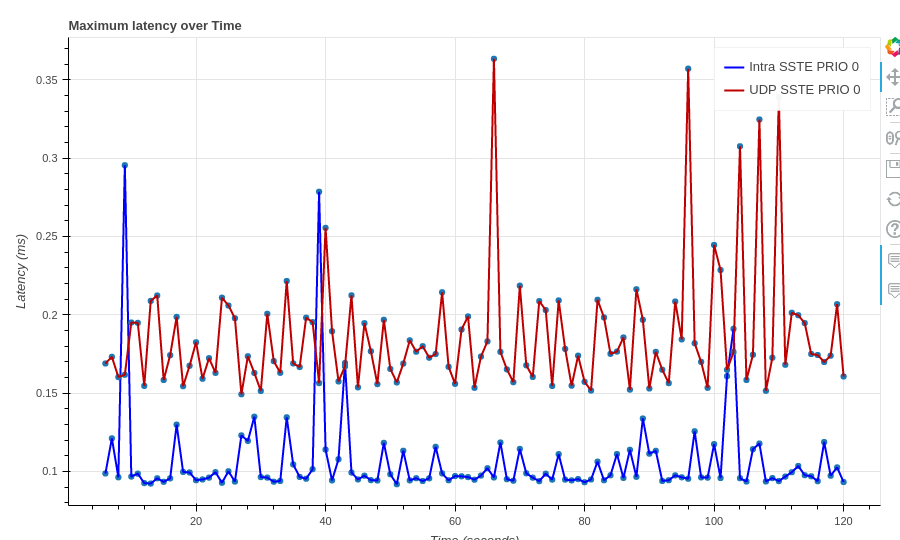 Maximum latency over Time
Intra SSTE PRIO 0
UDP SSTE PRIO 0
Latency (ms)
0.35
0.3
0.25
0.2
0.15
0.1
20 40 60 80 100 120
Time (seconds)